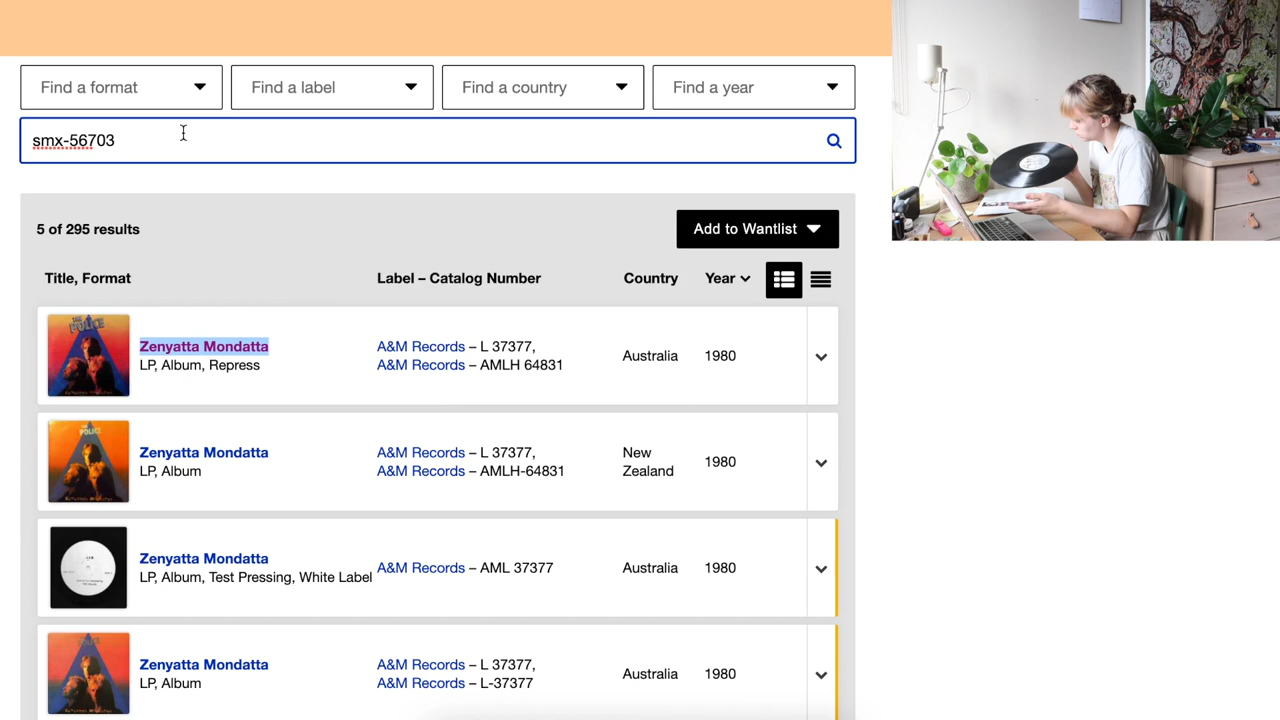 Find a format
Find a label
Find a country
Find a year
smx-56703
5 of 295 results
Add to Wantlist
Title, Format
Label – Catalog Number
Country
Year
Zenyatta Mondatta
LP, Album, Repress
A&M Records – L 37377,
A&M Records – AMLH 64831
Australia
1980
Zenyatta Mondatta
LP, Album
A&M Records – L 37377,
A&M Records – AMLH-64831
New
Zealand
1980
Zenyatta Mondatta
LP, Album, Test Pressing, White Label
A&M Records – AML 37377
Australia
1980
Zenyatta Mondatta
LP, Album
A&M Records – L 37377,
A&M Records – L-37377
Australia
1980